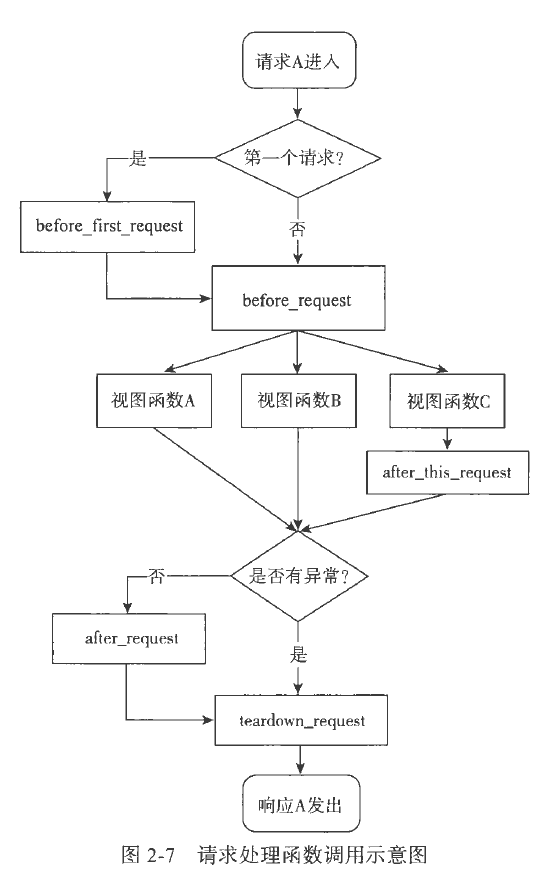 请求A进入
第一个请求?
是
before_first_request
否
before_request
视图函数A
视图函数B
视图函数C
after_this_request
是否有异常?
否
after_request
是
teardown_request
响应A发出
图 2-7 请求处理函数调用示意图